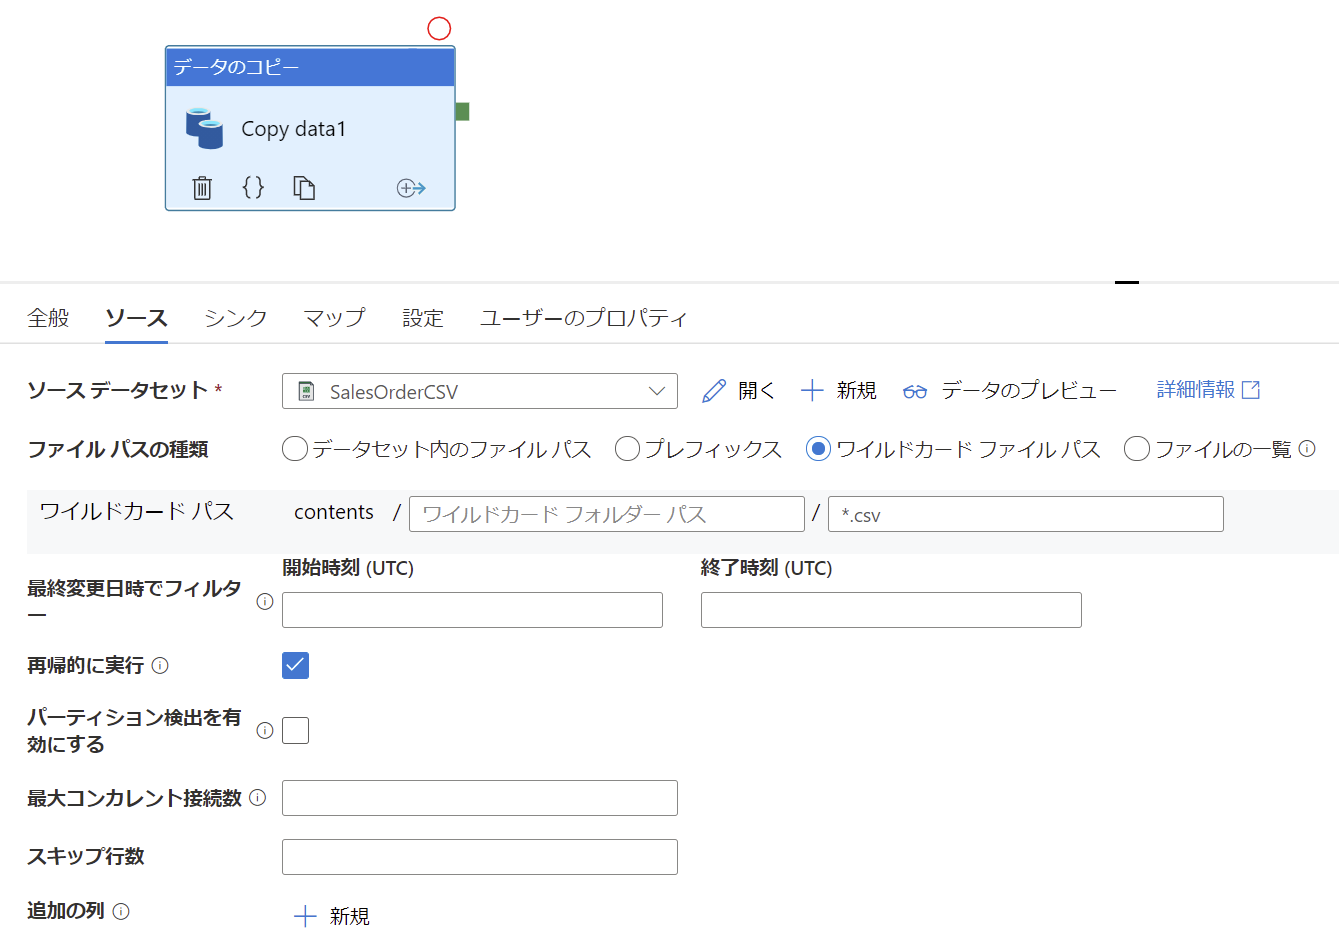 データのコピー
Copy data1
全般 ソース シンク マップ 設定 ユーザーのプロパティ
ソース データセット * SalesOrderCSV 開く 新規 データのプレビュー 詳細情報
ファイル パスの種類 データセット内のファイル パス プレフィックス ワイルドカード ファイル パス ファイルの一覧
ワイルドカード パス contents / ワイルドカード フォルダー パス / *.csv
開始時刻 (UTC) 終了時刻 (UTC)
最終変更日時でフィルタ
ー
再帰的に実行
パーティション検出を有
効にする
最大コンカレント接続数
スキップ行数
追加の列 新規